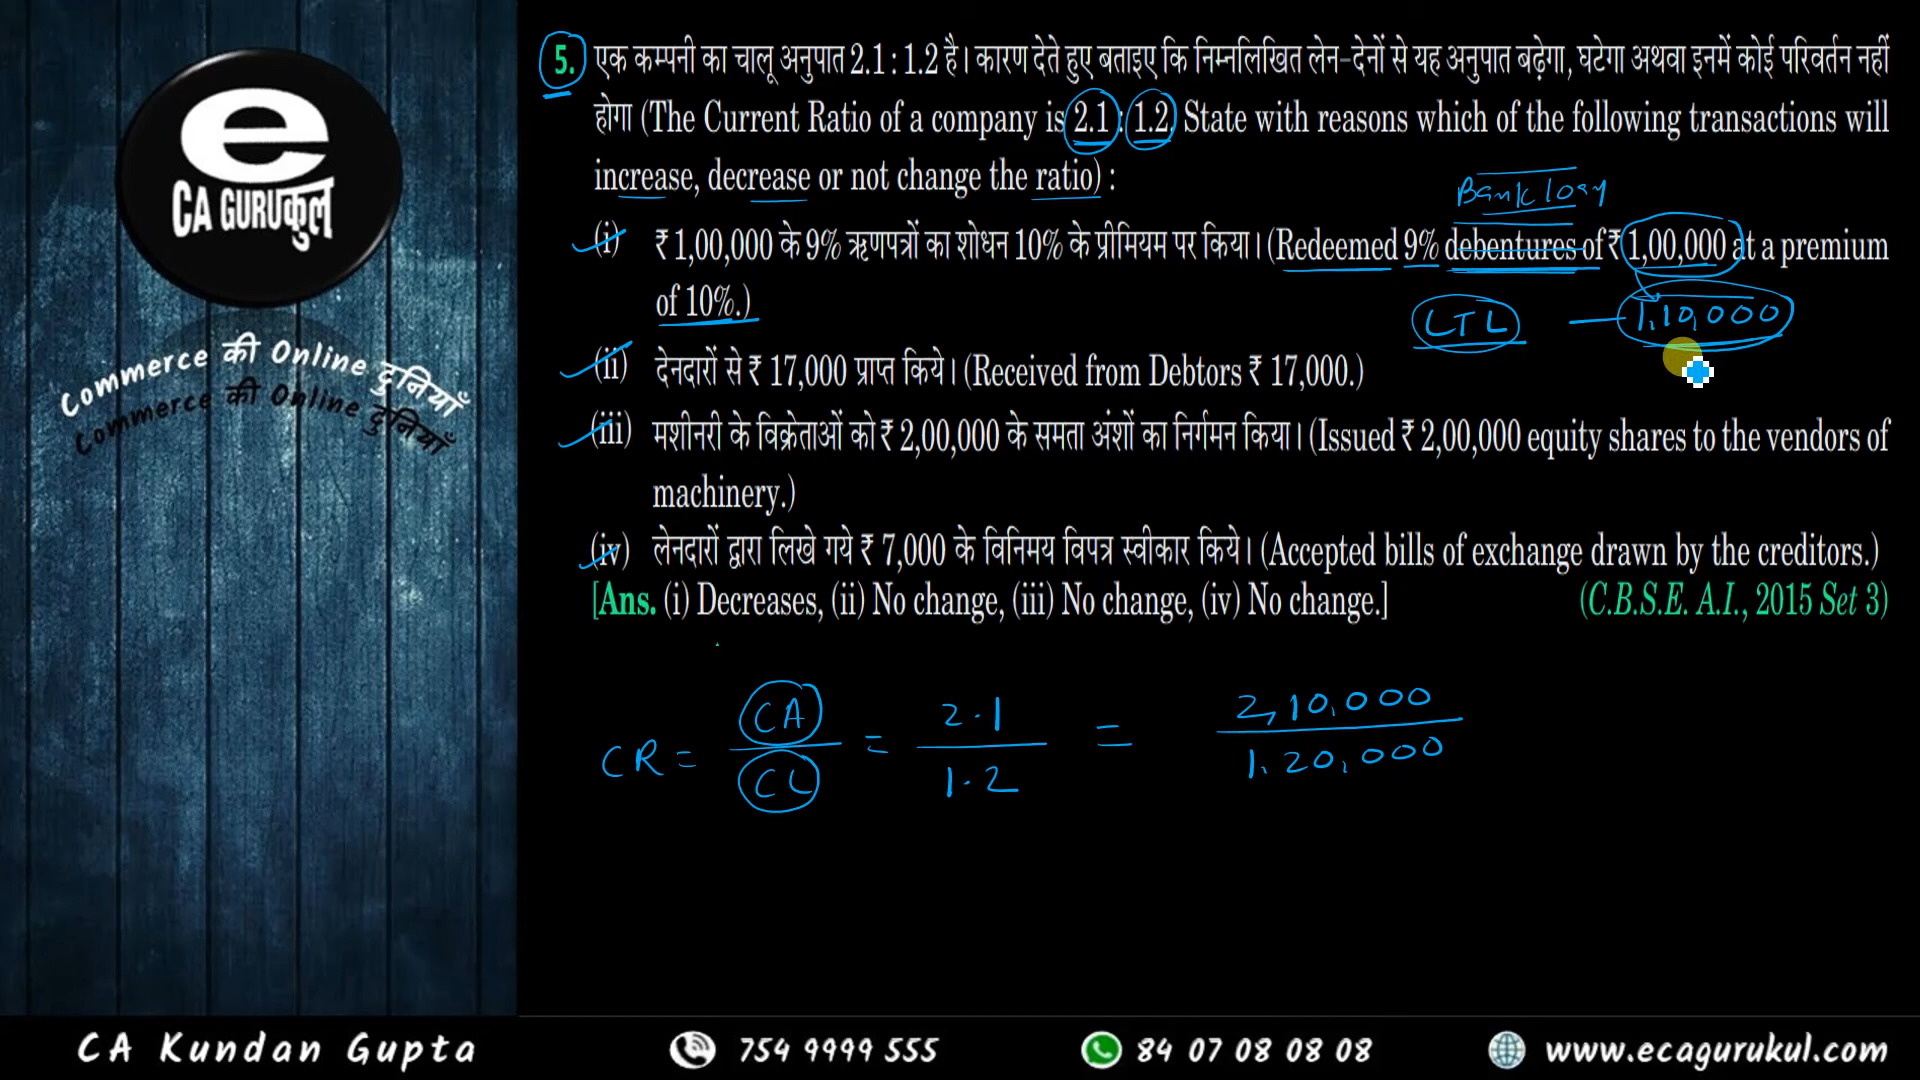 e
CA GURUकुल
Commerce की Online दुनियाँ
Commerce की Online दुनियाँ
5. एक कम्पनी का चालू अनुपात 2.1 : 1.2 है। कारण देते हुए बताइए कि निम्नलिखित लेन-देनों से यह अनुपात बढ़ेगा, घटेगा अथवा इनमें कोई परिवर्तन नहीं
होगा (The Current Ratio of a company is 2.1 : 1.2. State with reasons which of the following transactions will
increase, decrease or not change the ratio) :
Bank loan
(i) ₹ 1,00,000 के 9% ऋणपत्रों का शोधन 10% के प्रीमियम पर किया। (Redeemed 9% debentures of ₹ 1,00,000 at a premium
of 10%.)
LTL — 1,10,000
(ii) देनदारों से ₹ 17,000 प्राप्त किये। (Received from Debtors ₹ 17,000.)
(iii) मशीनरी के विक्रेताओं को ₹ 2,00,000 के समता अंशों का निर्गमन किया। (Issued ₹ 2,00,000 equity shares to the vendors of
machinery.)
(iv) लेनदारों द्वारा लिखे गये ₹ 7,000 के विनिमय विपत्र स्वीकार किये। (Accepted bills of exchange drawn by the creditors.)
[Ans. (i) Decreases, (ii) No change, (iii) No change, (iv) No change.] (C.B.S.E. A.I., 2015 Set 3)
CA 2.1 2,10,000
CR = = =
CL 1.2 1,20,000
CA Kundan Gupta 754 9999 555 84 07 08 08 08 www.ecagurukul.com